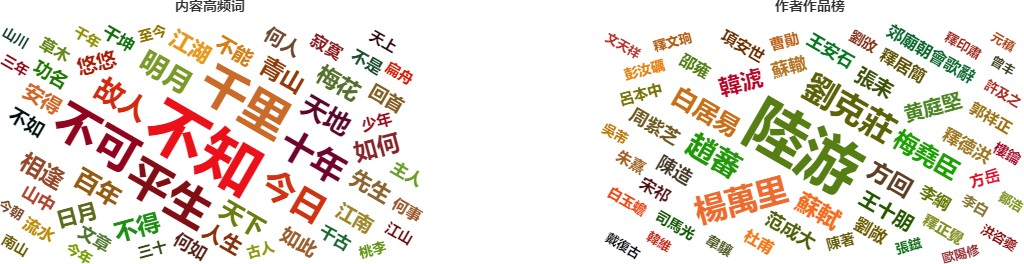 内容高频词
作者作品榜
山川
千年
千坤
至今
江湖
不能
何人
寂寞
天上
三年
草木
悠悠
明月
千里
青山
梅花
不是
扁舟
功名
安得
故人
不知
天地
回首
少年
不如
不可
平生
十年
如何
相逢
百年
今日
先生
主人
山中
日月
不得
天下
人生
江南
何事
今朝
流水
文章
三十
何如
古人
如此
千古
江山
南山
今年
桃李
文天祥
釋文珦
項安世
曹勛
王安石
劉攽
郊廟朝會歌辭
釋印肅
元稹
彭汝礪
邵雍
韓淲
蘇轍
張耒
釋居簡
曾丰
許及之
呂本中
白居易
劉克莊
黃庭堅
郭祥正
吳芾
周紫芝
趙蕃
陸游
梅堯臣
釋德洪
樓鑰
朱熹
陳造
方回
方岳
白玉蟾
宋祁
楊萬里
蘇軾
王十朋
李綱
李白
鄭浩
戴復古
司馬光
韓維
韋驤
杜甫
范成大
陳著
劉敞
張鎡
釋正覺
歐陽修
洪咨夔